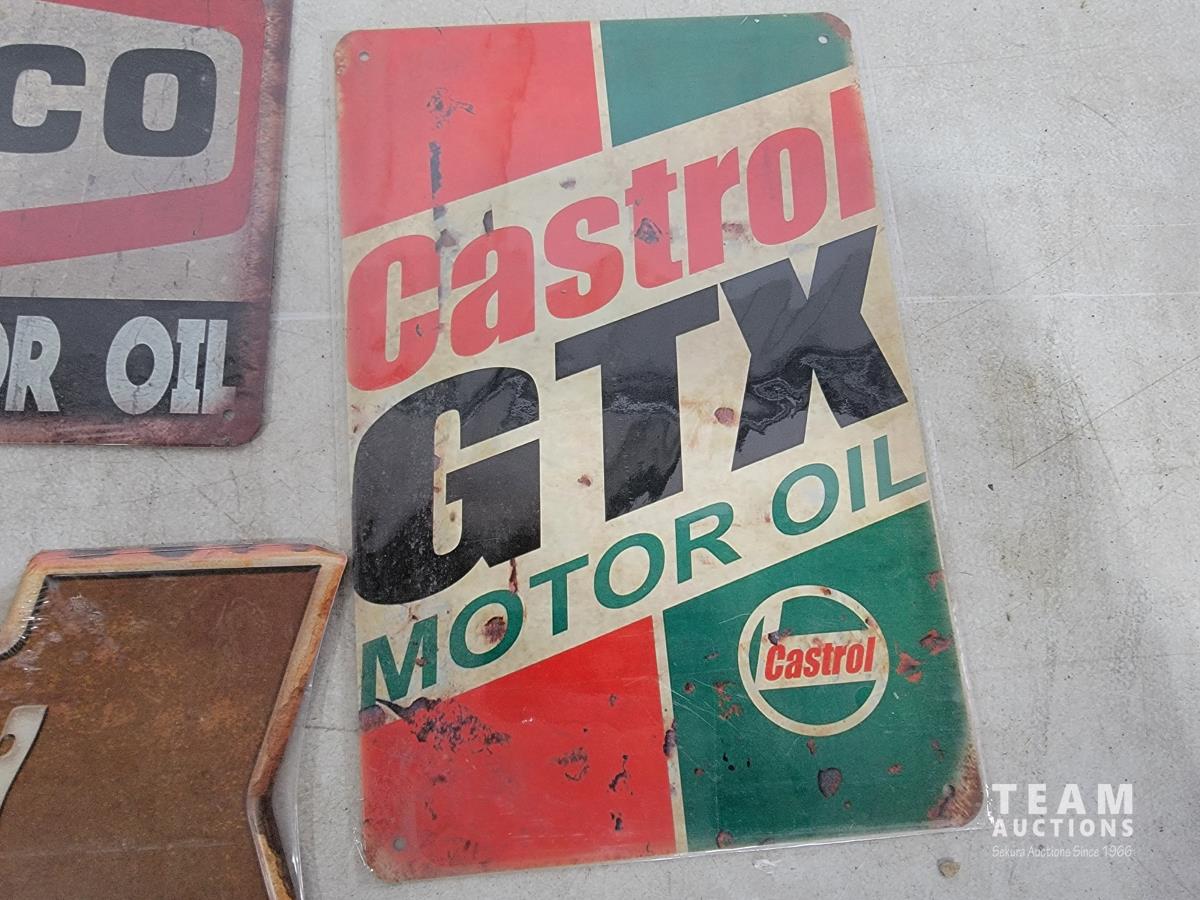 CO
OR OIL
Castrol
GTX
MOTOR OIL
Castrol
TEAM
AUCTIONS
Sekura Auctions Since 1966